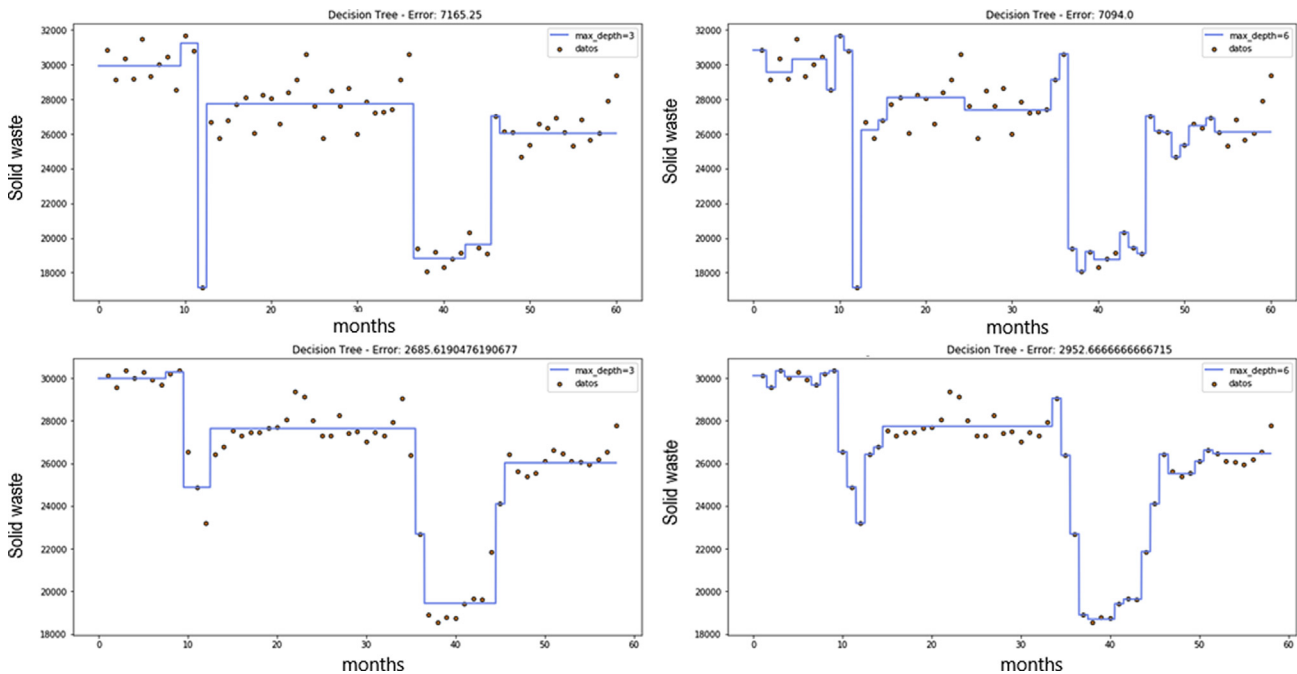 Decision Tree - Error: 7165.25
32000
30000
28000
26000
24000
22000
20000
18000
Solid waste
max_depth=3
datos
0 10 20 30 40 50 60
months
Decision Tree - Error: 7094.0
32000
30000
28000
26000
24000
22000
20000
18000
Solid waste
max_depth=6
datos
0 10 20 30 40 50 60
months
Decision Tree - Error: 2685.6190476190677
30000
28000
26000
24000
22000
20000
18000
Solid waste
max_depth=3
datos
0 10 20 30 40 50 60
months
Decision Tree - Error: 2952.6666666666715
30000
28000
26000
24000
22000
20000
18000
Solid waste
max_depth=6
datos
0 10 20 30 40 50 60
months